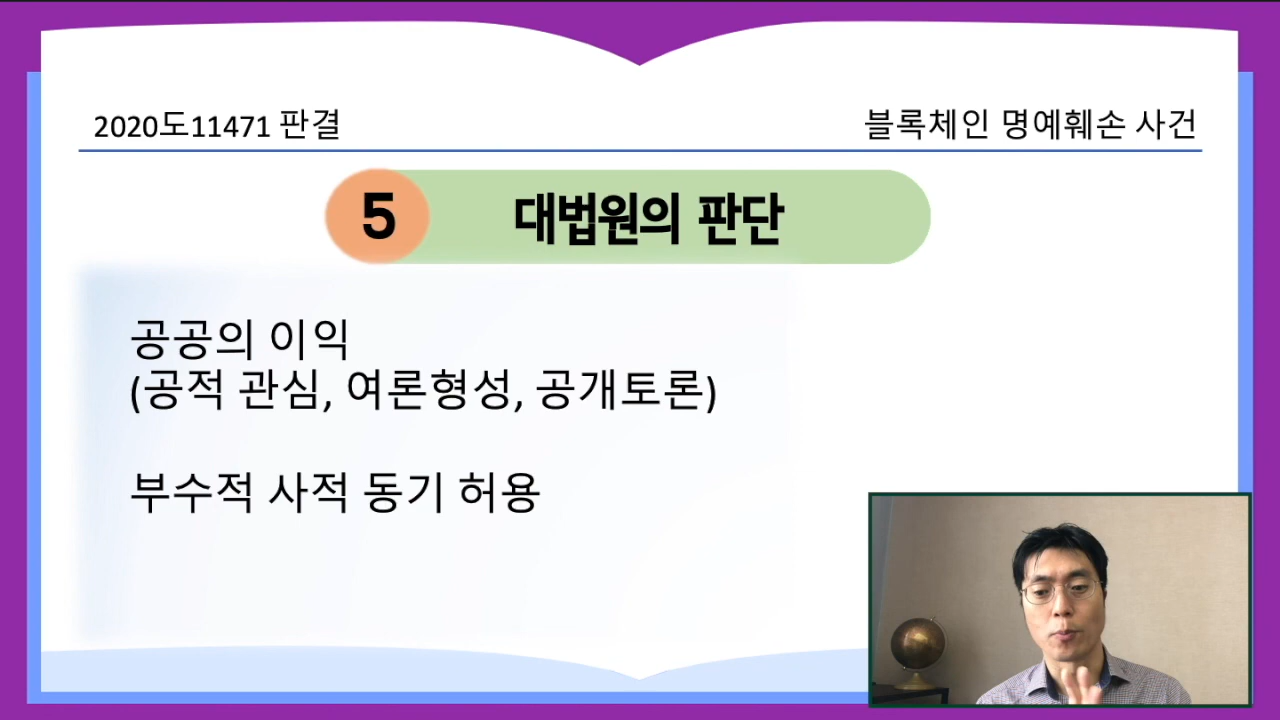 2020도11471 판결
블록체인 명예훼손 사건
5 대법원의 판단
공공의 이익
(공적 관심, 여론형성, 공개토론)
부수적 사적 동기 허용